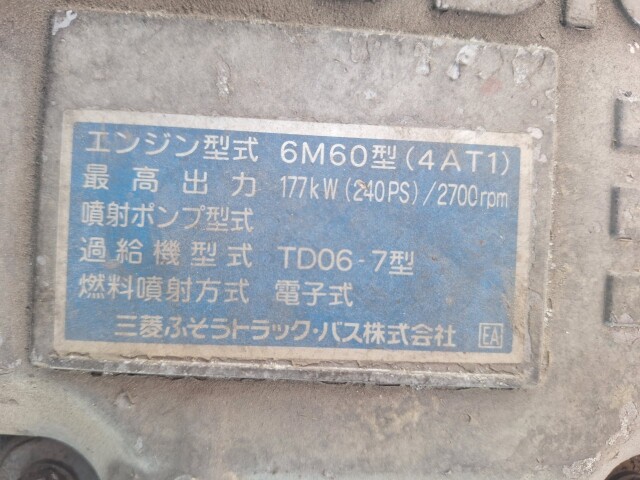 エンジン型式 6M60型(4AT1)
最高出力 177kW(240PS)/2700rpm
噴射ポンプ型式
過給機型式 TD06-7型
燃料噴射方式 電子式
三菱ふそうトラック・バス株式会社 EA